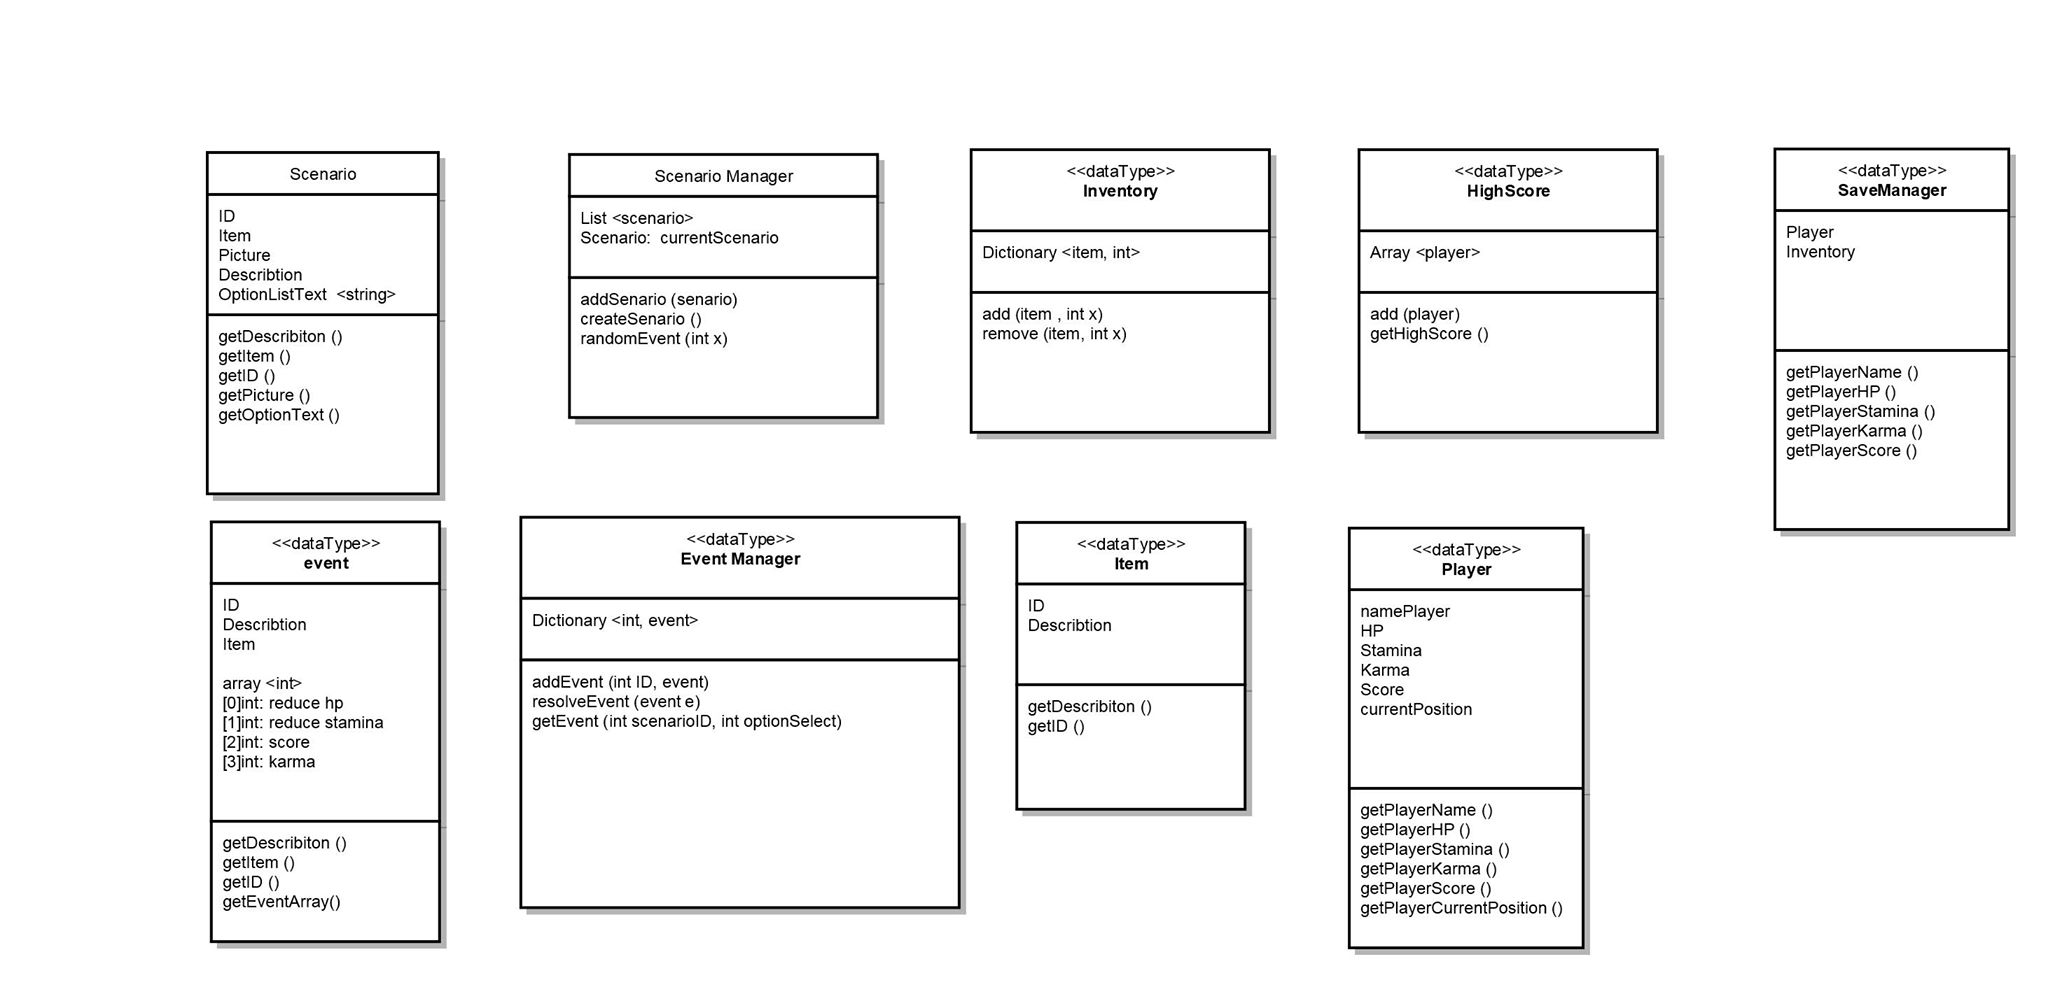 Scenario
ID
Item
Picture
Describtion
OptionListText <string>
getDescribiton ()
getItem ()
getID ()
getPicture ()
getOptionText ()
Scenario Manager
List <scenario>
Scenario: currentScenario
addSenario (senario)
createSenario ()
randomEvent (int x)
<<dataType>>
Inventory
Dictionary <item, int>
add (item , int x)
remove (item, int x)
<<dataType>>
HighScore
Array <player>
add (player)
getHighScore ()
<<dataType>>
SaveManager
Player
Inventory
getPlayerName ()
getPlayerHP ()
getPlayerStamina ()
getPlayerKarma ()
getPlayerScore ()
<<dataType>>
event
ID
Describtion
Item
array <int>
[0]int: reduce hp
[1]int: reduce stamina
[2]int: score
[3]int: karma
getDescribiton ()
getItem ()
getID ()
getEventArray()
<<dataType>>
Event Manager
Dictionary <int, event>
addEvent (int ID, event)
resolveEvent (event e)
getEvent (int scenarioID, int optionSelect)
<<dataType>>
Item
ID
Describtion
getDescribiton ()
getID ()
<<dataType>>
Player
namePlayer
HP
Stamina
Karma
Score
currentPosition
getPlayerName ()
getPlayerHP ()
getPlayerStamina ()
getPlayerKarma ()
getPlayerScore ()
getPlayerCurrentPosition ()